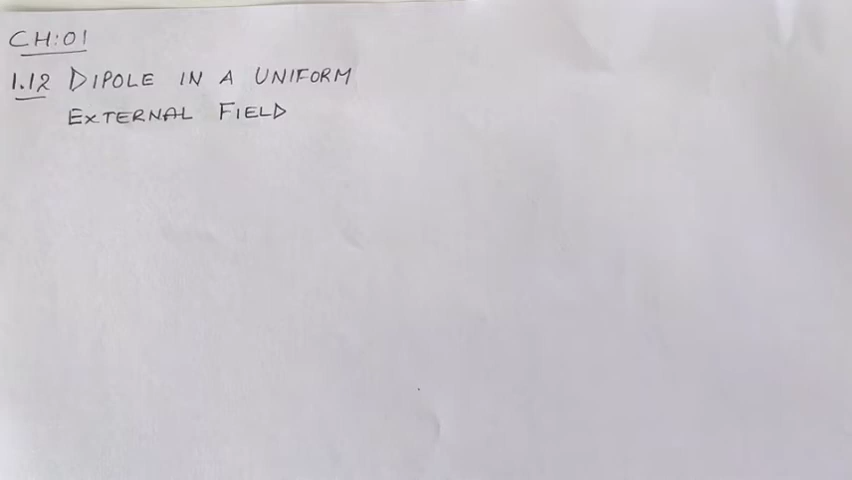 CH:01
1.12 DIPOLE IN A UNIFORM
EXTERNAL FIELD